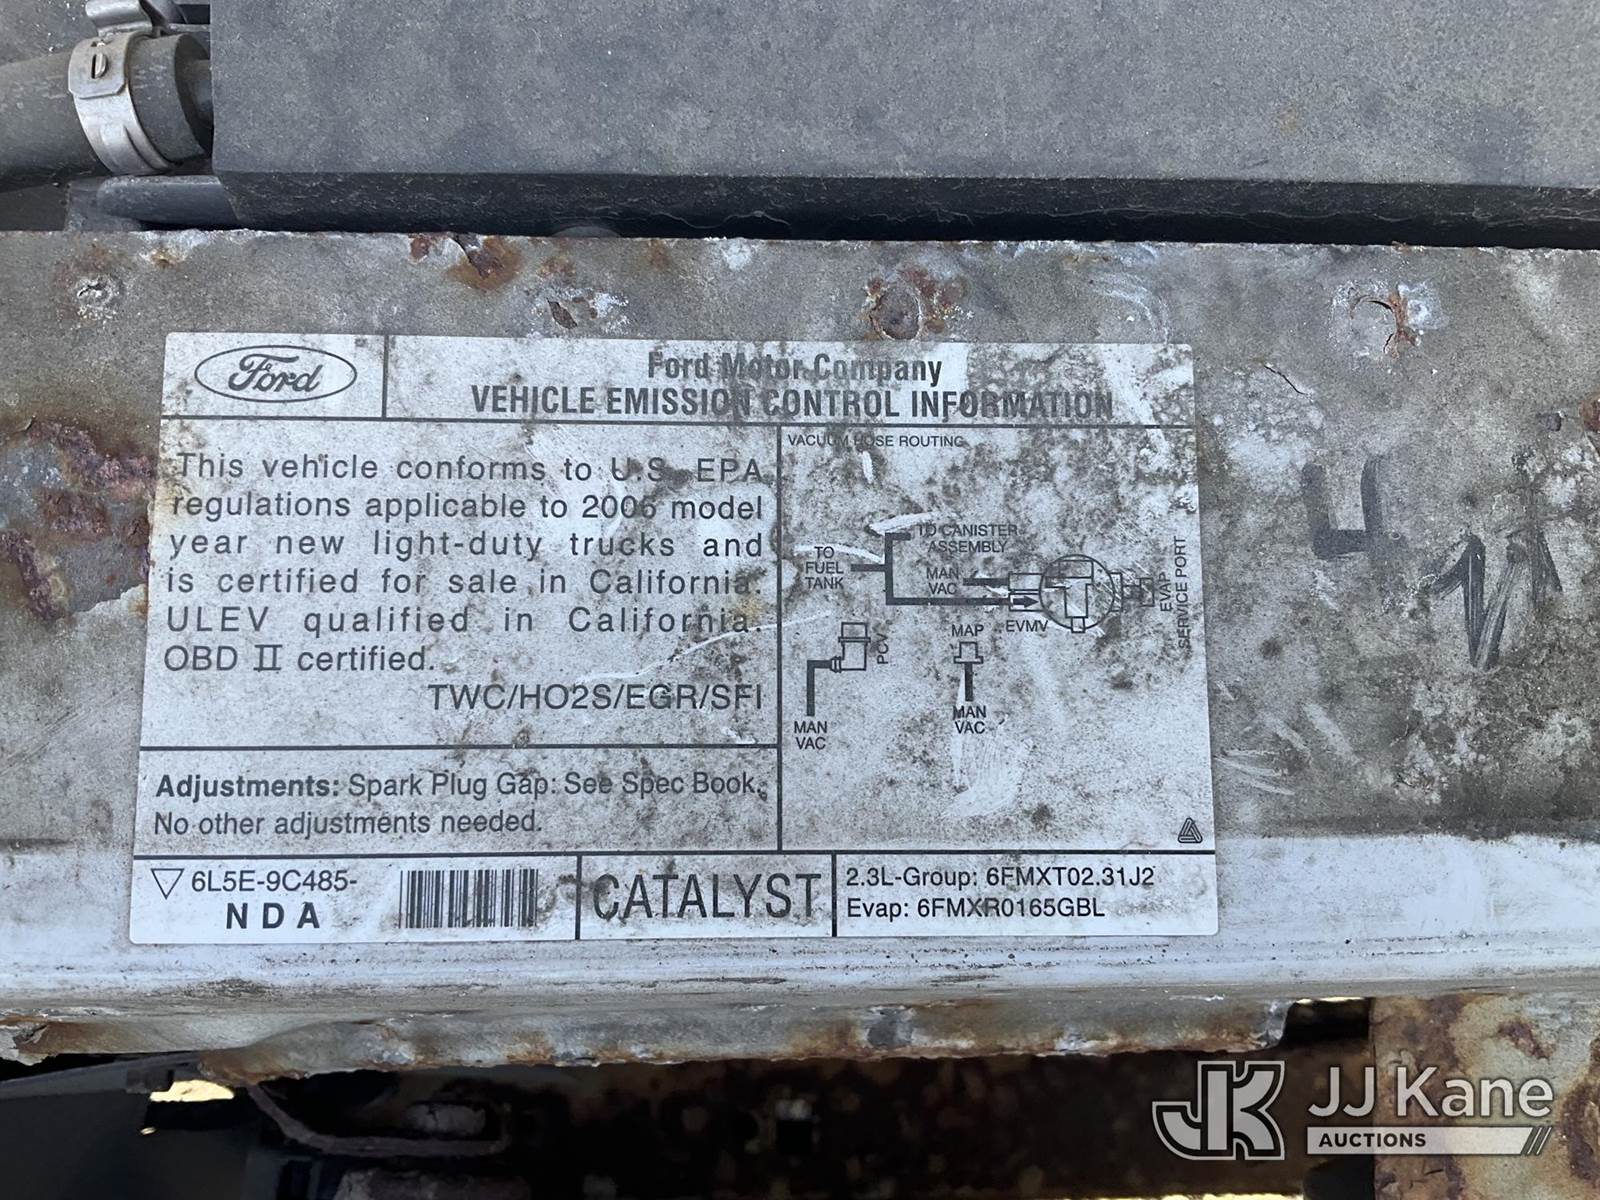 Ford
Ford Motor Company
VEHICLE EMISSION CONTROL INFORMATION
This vehicle conforms to U.S. EPA
regulations applicable to 2006 model
year new light-duty trucks and
is certified for sale in California.
ULEV qualified in California.
OBD II certified.
TWC/HO2S/EGR/SFI
Adjustments: Spark Plug Gap: See Spec Book.
No other adjustments needed.
VACUUM HOSE ROUTING
TO CANISTER
ASSEMBLY
TO
FUEL
TANK
MAN
VAC
EVMV
EVAP
SERVICE PORT
PCV
MAP
MAN
VAC
MAN
VAC
6L5E-9C485-
NDA
CATALYST
2.3L-Group: 6FMXT02.31J2
Evap: 6FMXR0165GBL
JK
JJ Kane
AUCTIONS